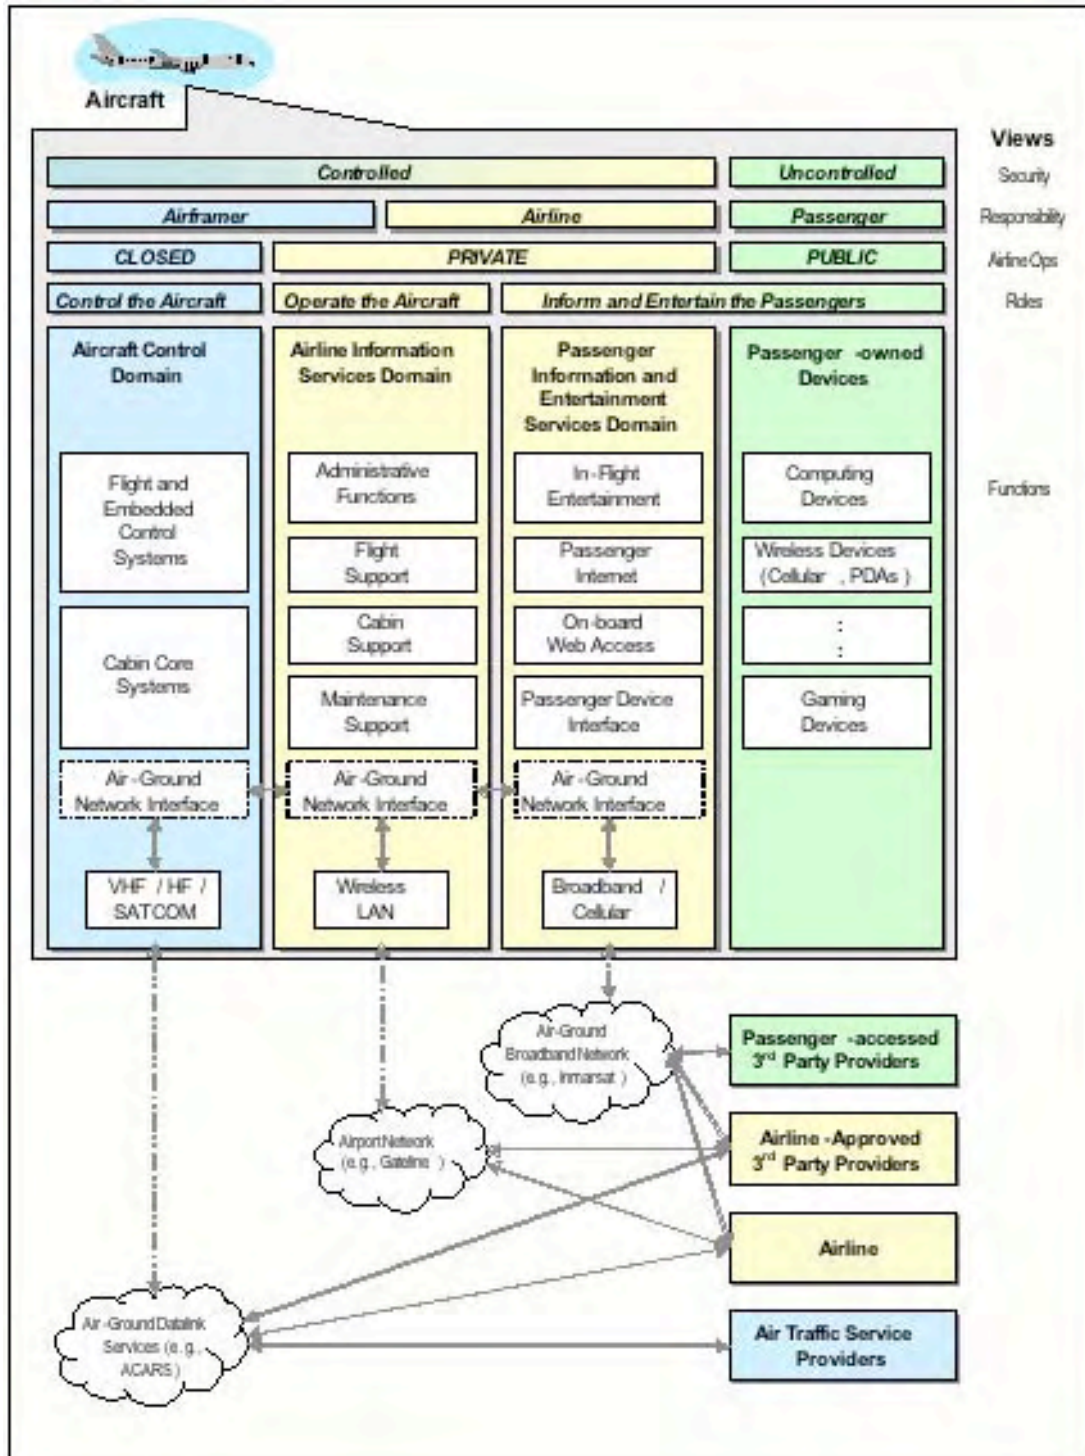 Aircraft
Views
Controlled
Uncontrolled
Security
Airframer
Airline
Passenger
Responsibility
CLOSED
PRIVATE
PUBLIC
Airline Ops
Control the Aircraft
Operate the Aircraft
Inform and Entertain the Passengers
Roles
Aircraft Control
Domain
Airline Information
Services Domain
Passenger
Information and
Entertainment
Services Domain
Passenger -owned
Devices
Functions
Flight and
Embedded
Control
Systems
Cabin Core
Systems
Air -Ground
Network Interface
VHF / HF /
SATCOM
Administrative
Functions
Flight
Support
Cabin
Support
Maintenance
Support
Air -Ground
Network Interface
Wireless
LAN
In-Flight
Entertainment
Passenger
Internet
On-board
Web Access
Passenger Device
Interface
Air -Ground
Network Interface
Broadband /
Cellular
Computing
Devices
Wireless Devices
(Cellular , PDAs )
:
:
Gaming
Devices
Air-Ground
Broadband Network
(e.g., Inmarsat )
Passenger -accessed
3rd Party Providers
Airport Network
(e.g., Gatelink )
Airline -Approved
3rd Party Providers
Airline
Air -Ground Datalink
Services (e.g.,
ACARS )
Air Traffic Service
Providers